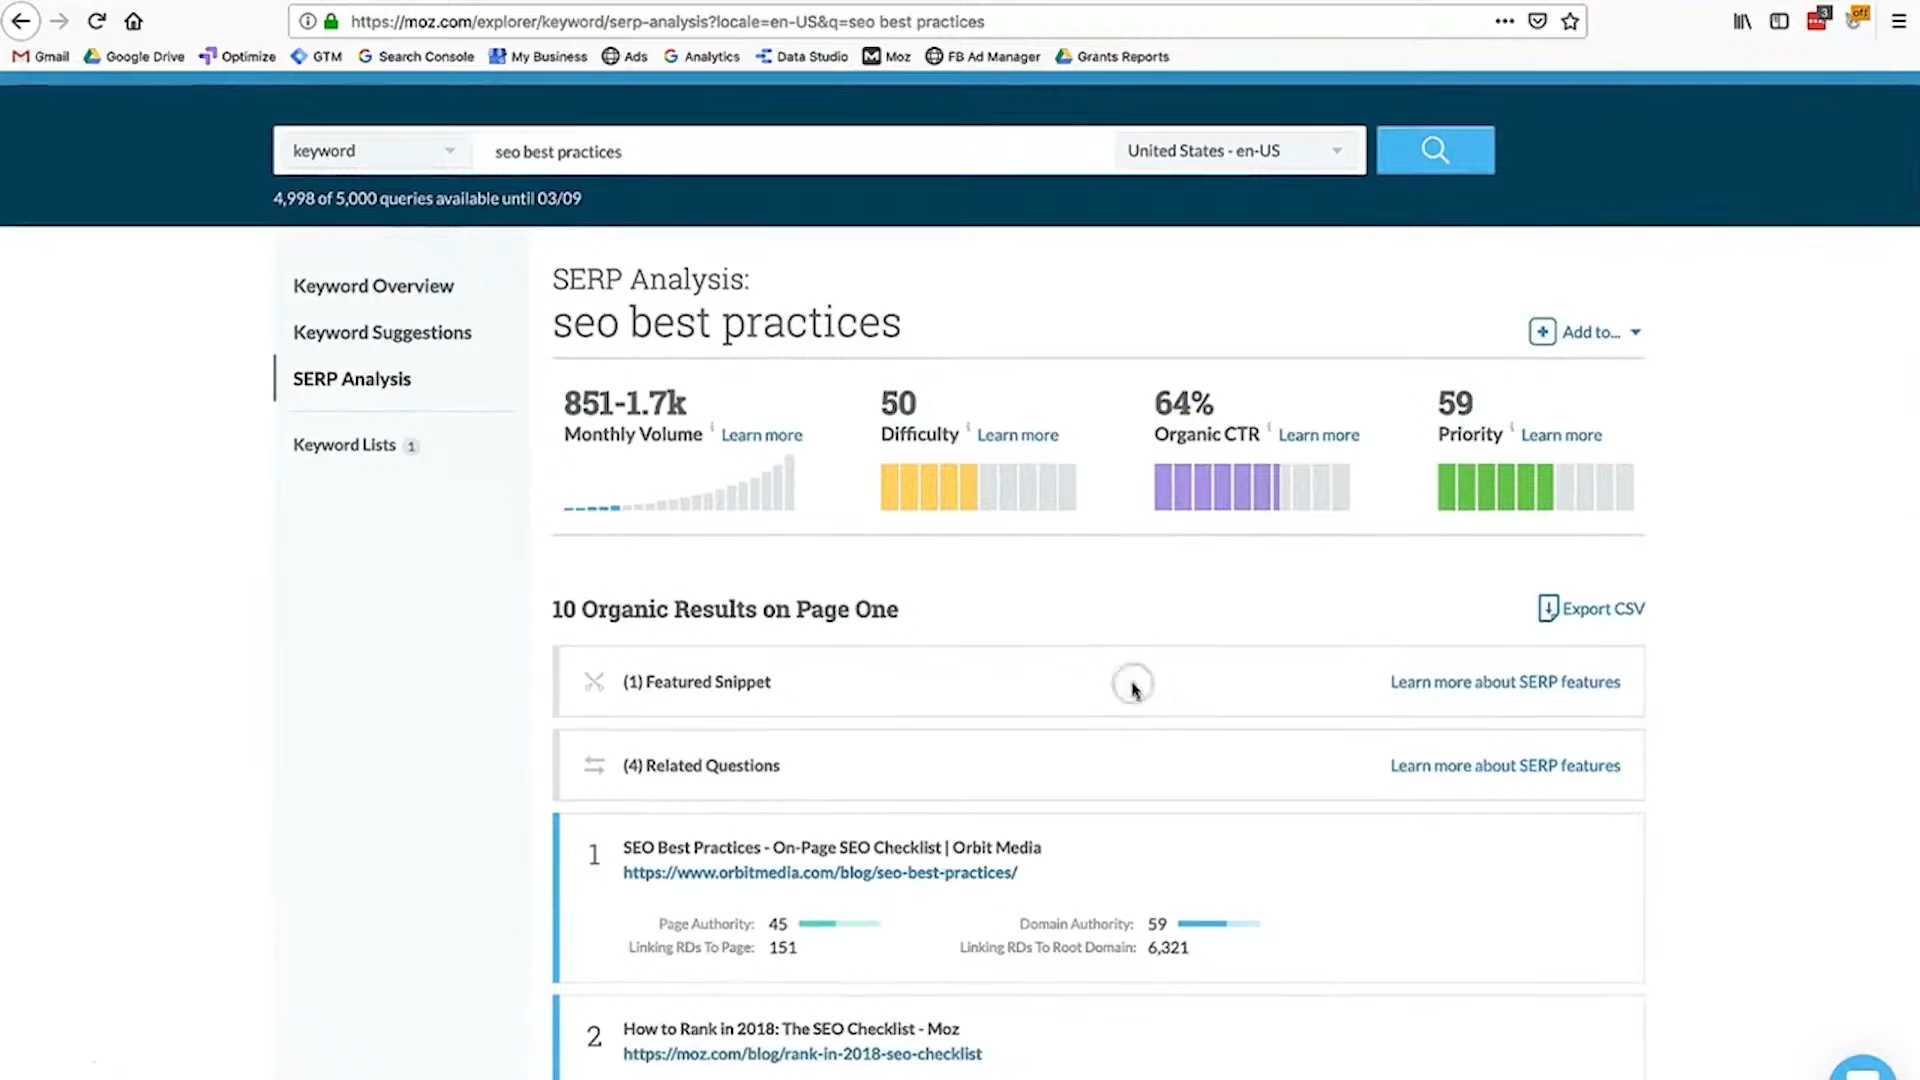 https://moz.com/explorer/keyword/serp-analysis?locale=en-US&q=seo best practices
3
off
Gmail Google Drive Optimize GTM Search Console My Business Ads Analytics Data Studio Moz FB Ad Manager Grants Reports
keyword seo best practices United States - en-US
4,998 of 5,000 queries available until 03/09
Keyword Overview
Keyword Suggestions
SERP Analysis
Keyword Lists 1
SERP Analysis:
seo best practices
Add to...
851-1.7k
Monthly Volume i Learn more
50
Difficulty i Learn more
64%
Organic CTR i Learn more
59
Priority i Learn more
10 Organic Results on Page One
Export CSV
(1) Featured Snippet Learn more about SERP features
(4) Related Questions Learn more about SERP features
1 SEO Best Practices - On-Page SEO Checklist | Orbit Media
https://www.orbitmedia.com/blog/seo-best-practices/
Page Authority: 45 Domain Authority: 59
Linking RDs To Page: 151 Linking RDs To Root Domain: 6,321
2 How to Rank in 2018: The SEO Checklist - Moz
https://moz.com/blog/rank-in-2018-seo-checklist